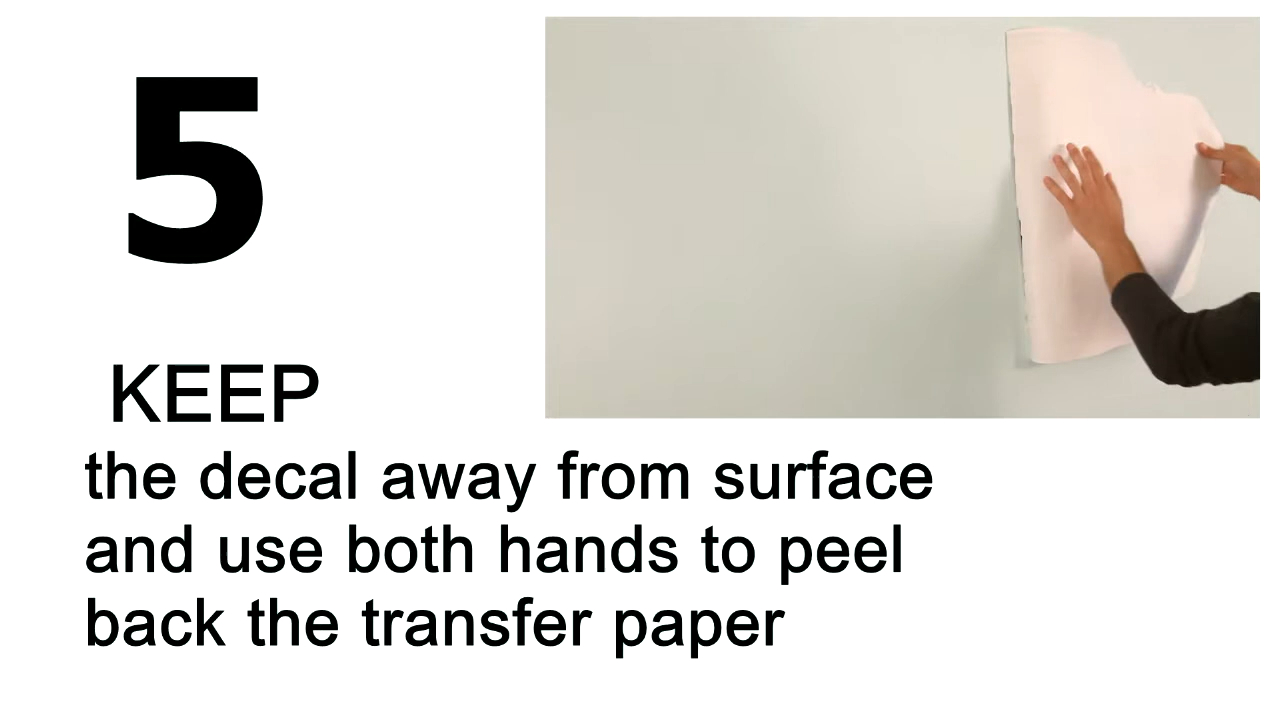 5
KEEP
the decal away from surface
and use both hands to peel
back the transfer paper